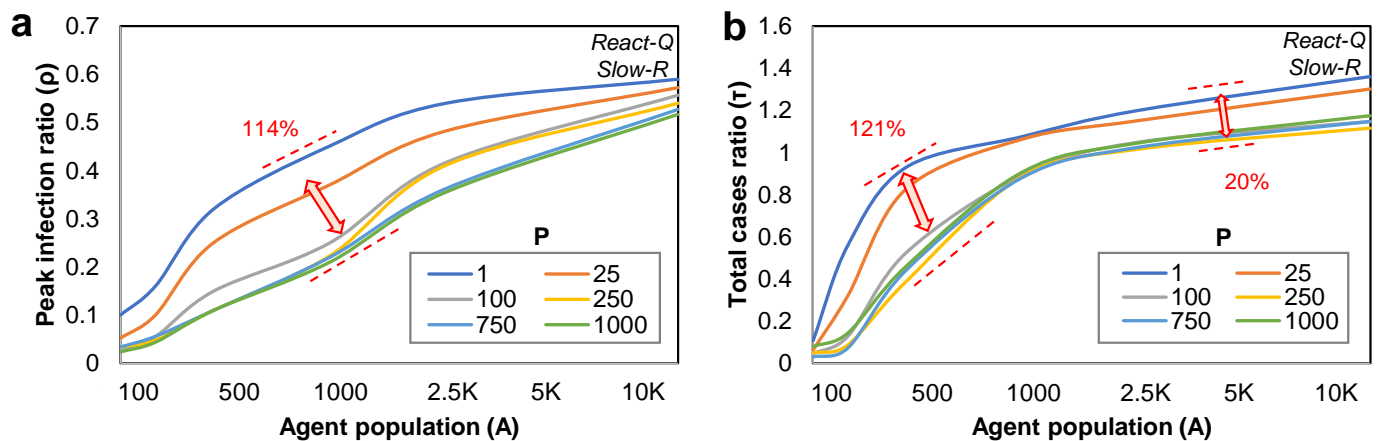 a
Peak infection ratio (ρ)
0.7
0.6
0.5
0.4
0.3
0.2
0.1
0
React-Q
Slow-R
114%
P
1
25
100
250
750
1000
100
500
1000
2.5K
5K
10K
Agent population (A)
b
Total cases ratio (τ)
1.6
1.4
1.2
1
0.8
0.6
0.4
0.2
0
React-Q
Slow-R
121%
20%
P
1
25
100
250
750
1000
100
500
1000
2.5K
5K
10K
Agent population (A)